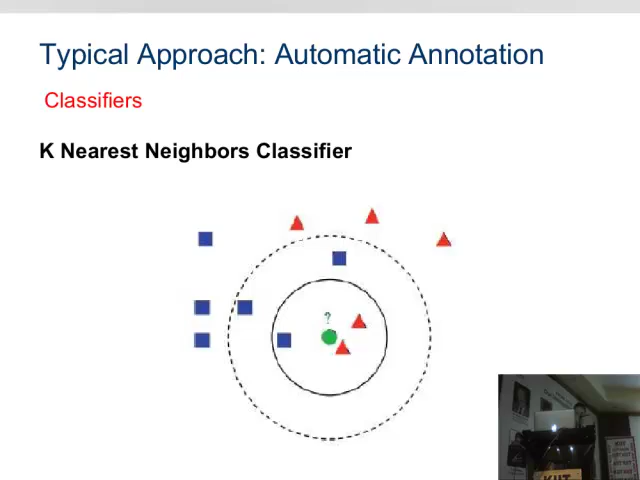 Typical Approach: Automatic Annotation
Classifiers
K Nearest Neighbors Classifier
?